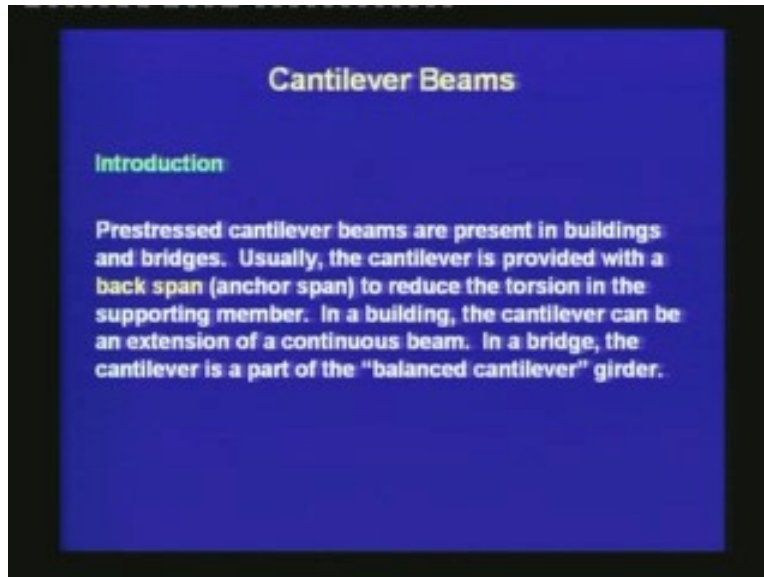 Cantilever Beams
Introduction
Prestressed cantilever beams are present in buildings
and bridges.  Usually, the cantilever is provided with a
back span (anchor span) to reduce the torsion in the
supporting member.  In a building, the cantilever can be
an extension of a continuous beam.  In a bridge, the
cantilever is a part of the “balanced cantilever” girder.